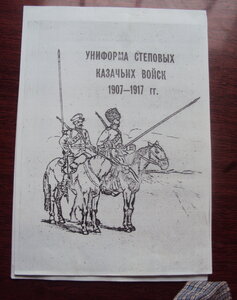 УНИФОРМА СТЕПОВЫХ
КАЗАЧЬИХ ВОЙСК
1907—1917 гг.